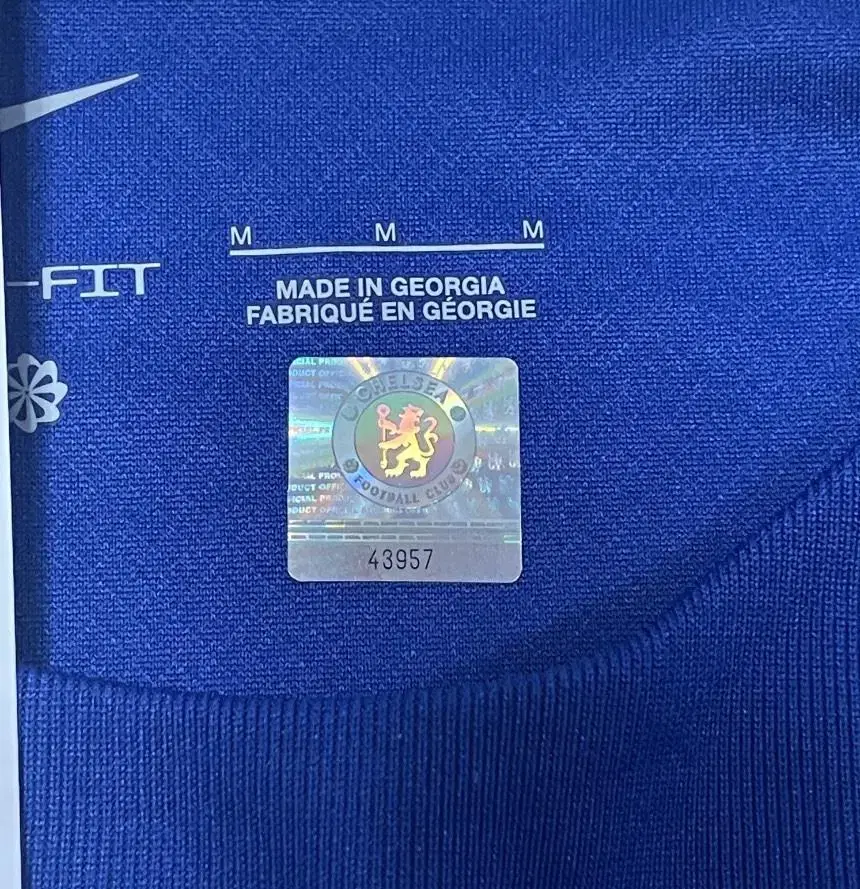 M M M
-FIT
MADE IN GEORGIA
FABRIQUÉ EN GÉORGIE
CHELSEA
FOOTBALL CLUB
43957